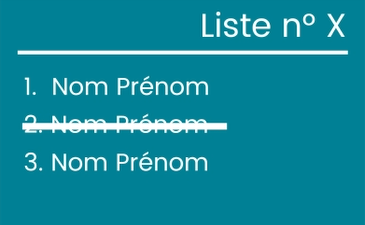 Liste n° X
1. Nom Prénom
2. Nom Prénom
3. Nom Prénom